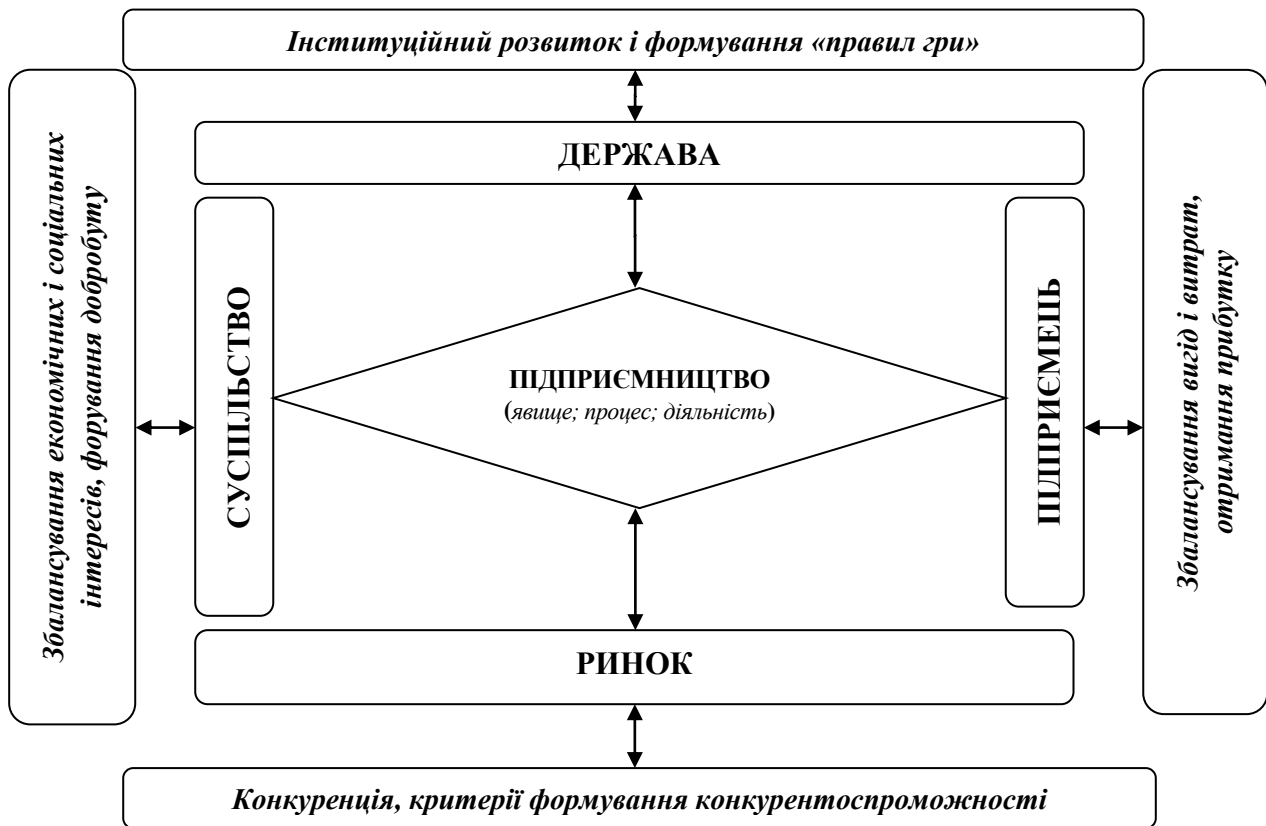 Інституційний розвиток і формування «правил гри»
ДЕРЖАВА
Збалансування економічних і соціальних
інтересів, форування добробуту
СУСПІЛЬСТВО
ПІДПРИЄМНИЦТВО
(явище; процес; діяльність)
ПІДПРИЄМЕЦЬ
Збалансування вигід і витрат,
отримання прибутку
РИНОК
Конкуренція, критерії формування конкурентоспроможності